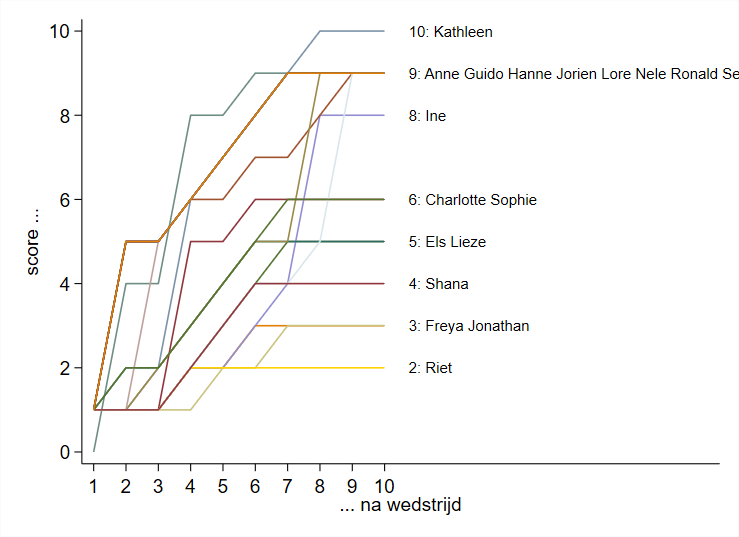 10
10: Kathleen
9: Anne Guido Hanne Jorien Lore Nele Ronald Se
8
8: Ine
6
6: Charlotte Sophie
score ...
5: Els Lieze
4
4: Shana
3: Freya Jonathan
2
2: Riet
0
1 2 3 4 5 6 7 8 9 10
... na wedstrijd